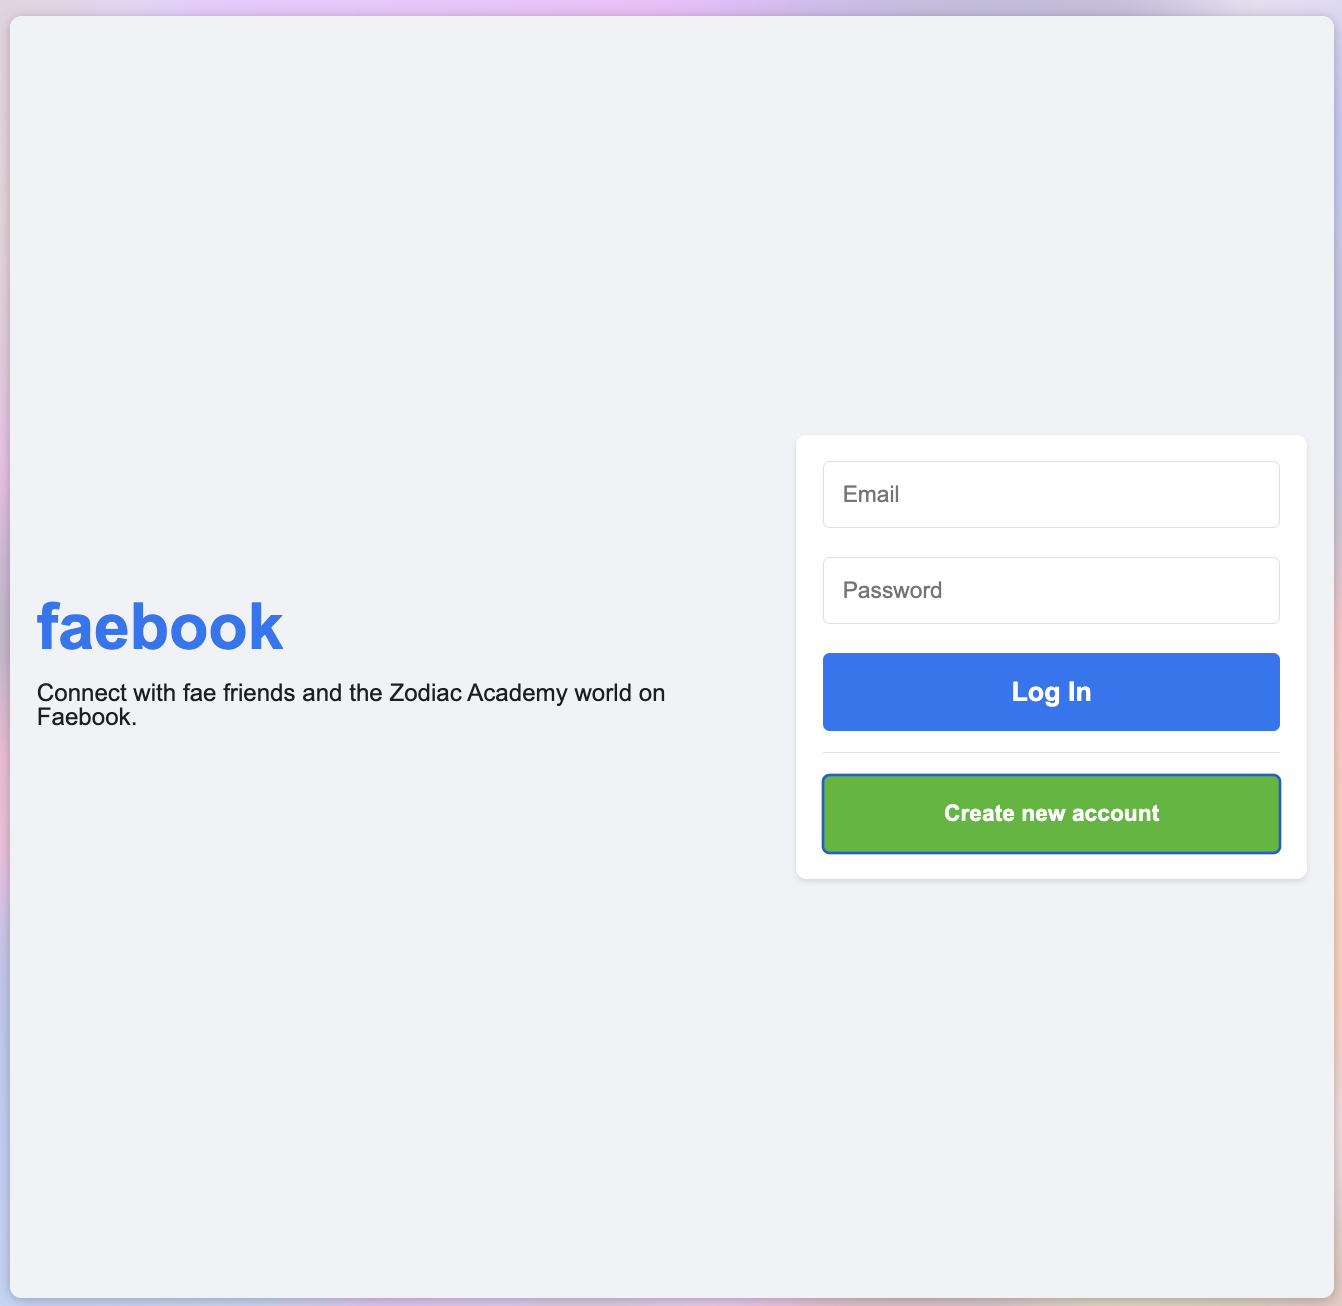 faebook
Connect with fae friends and the Zodiac Academy world on
Faebook.
Email
Password
Log In
Create new account